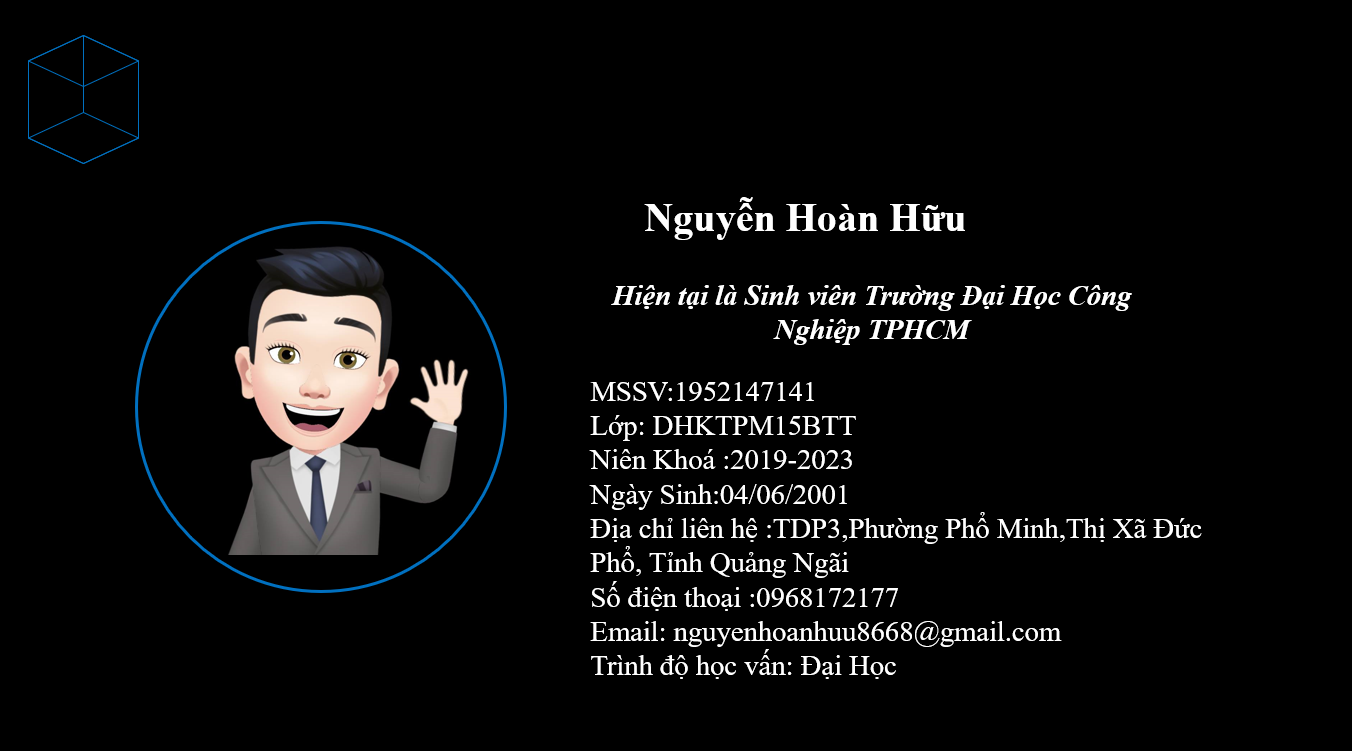 Nguyễn Hoàn Hữu
Hiện tại là Sinh viên Trường Đại Học Công
Nghiệp TPHCM
MSSV:1952147141
Lớp: DHKTPM15BTT
Niên Khoá :2019-2023
Ngày Sinh:04/06/2001
Địa chỉ liên hệ :TDP3,Phường Phổ Minh,Thị Xã Đức
Phổ, Tỉnh Quảng Ngãi
Số điện thoại :0968172177
Email: nguyenhoanhuu8668@gmail.com
Trình độ học vấn: Đại Học